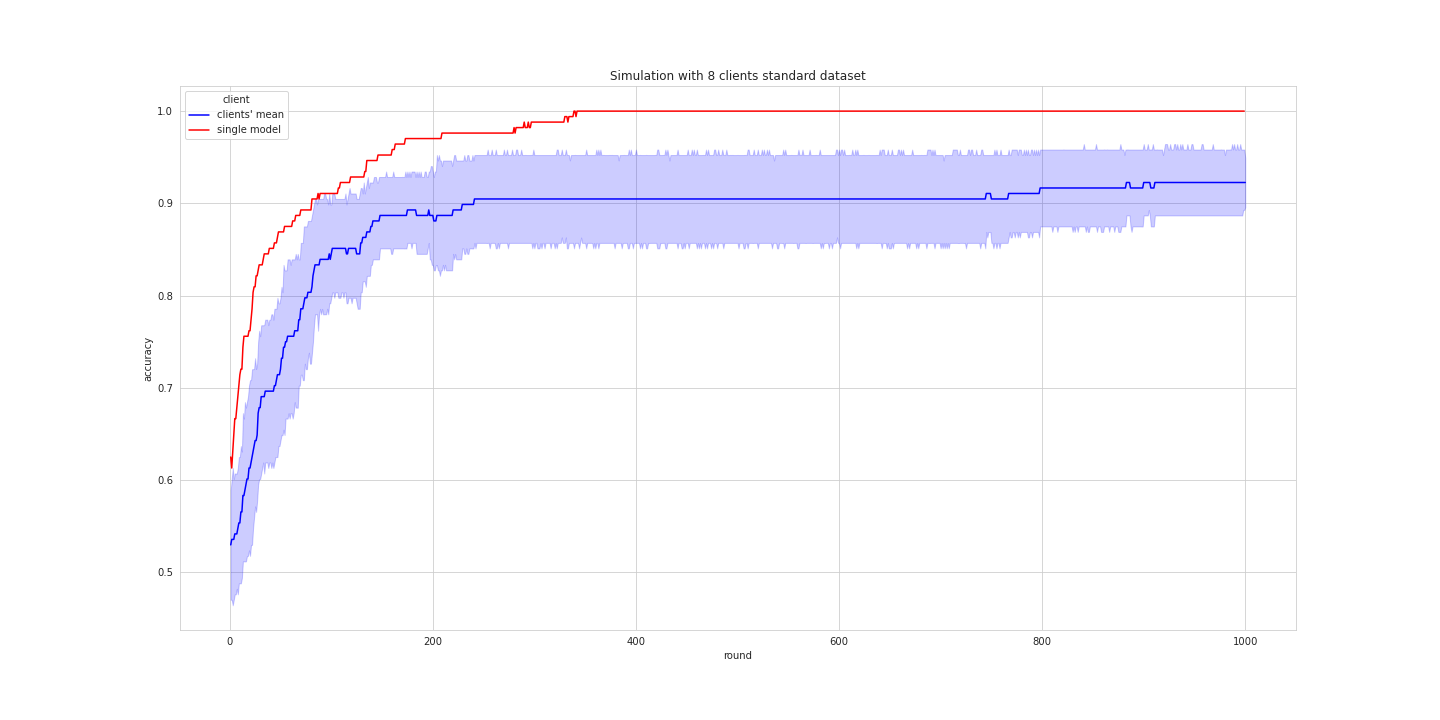 Simulation with 8 clients standard dataset
client
clients' mean
single model
1.0
0.9
0.8
0.7
0.6
0.5
accuracy
0 200 400 600 800 1000
round